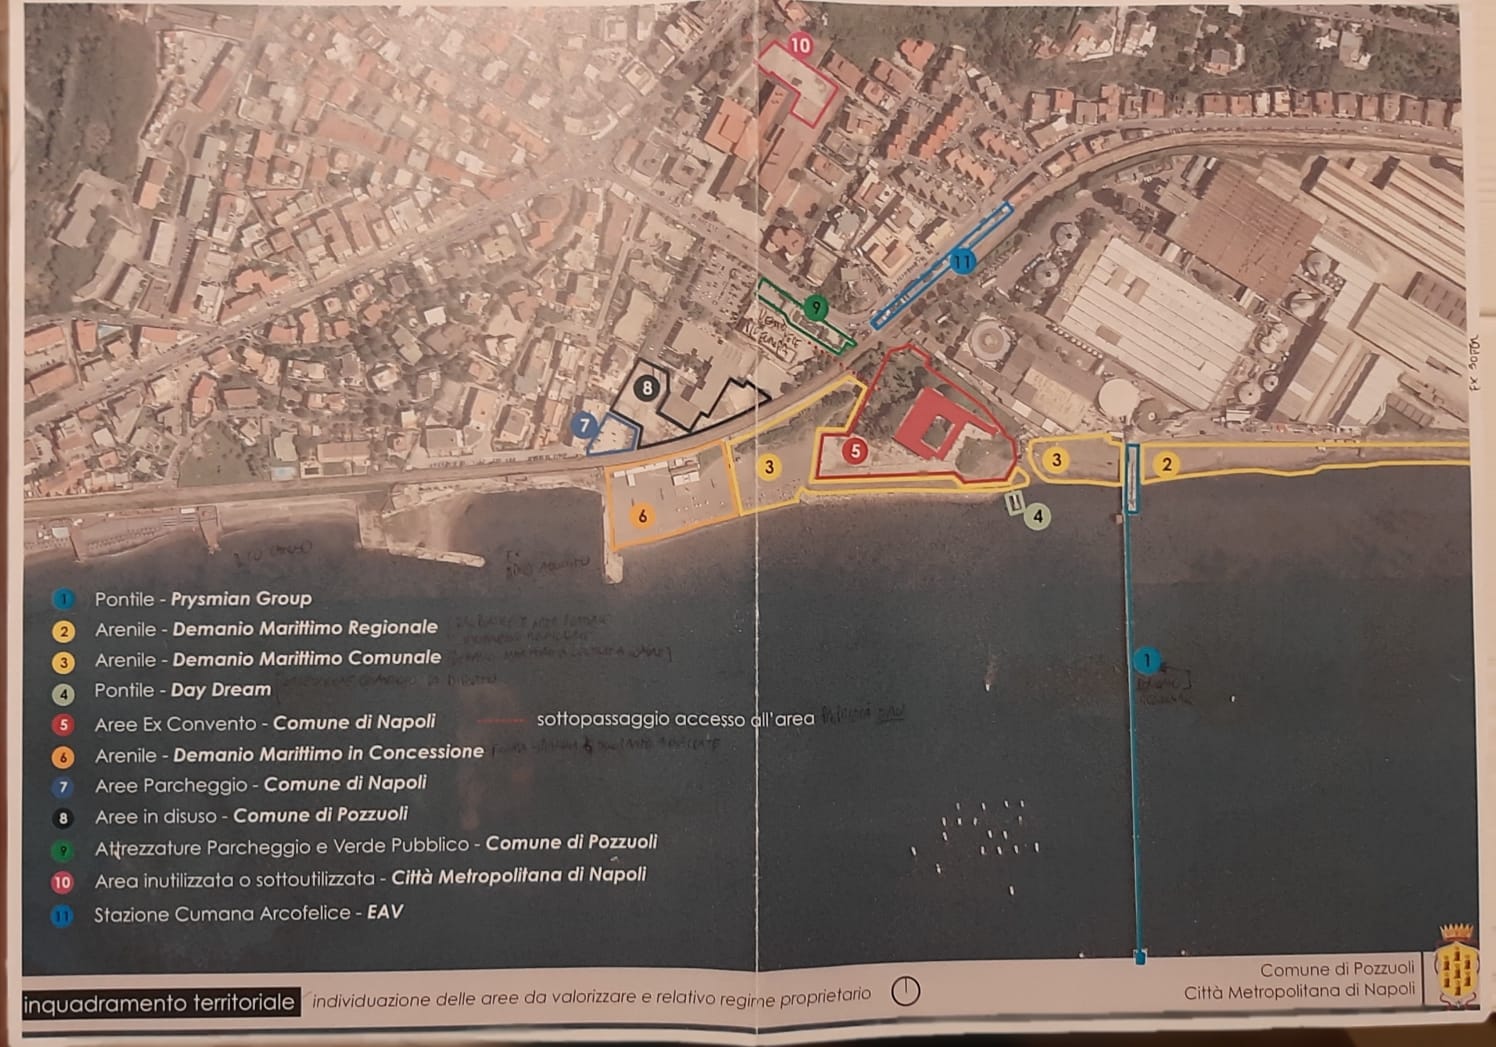 10
11
9
8
7
5
3
3
2
6
4
1
1 Pontile - Prysmian Group
2 Arenile - Demanio Marittimo Regionale
3 Arenile - Demanio Marittimo Comunale
4 Pontile - Day Dream
5 Aree Ex Convento - Comune di Napoli
sottopassaggio accesso all'area
6 Arenile - Demanio Marittimo in Concessione
7 Aree Parcheggio - Comune di Napoli
8 Aree in disuso - Comune di Pozzuoli
9 Attrezzature Parcheggio e Verde Pubblico - Comune di Pozzuoli
10 Area inutilizzata o sottoutilizzata - Città Metropolitana di Napoli
11 Stazione Cumana Arcofelice - EAV
inquadramento territoriale individuazione delle aree da valorizzare e relativo regime proprietario
Comune di Pozzuoli
Città Metropolitana di Napoli